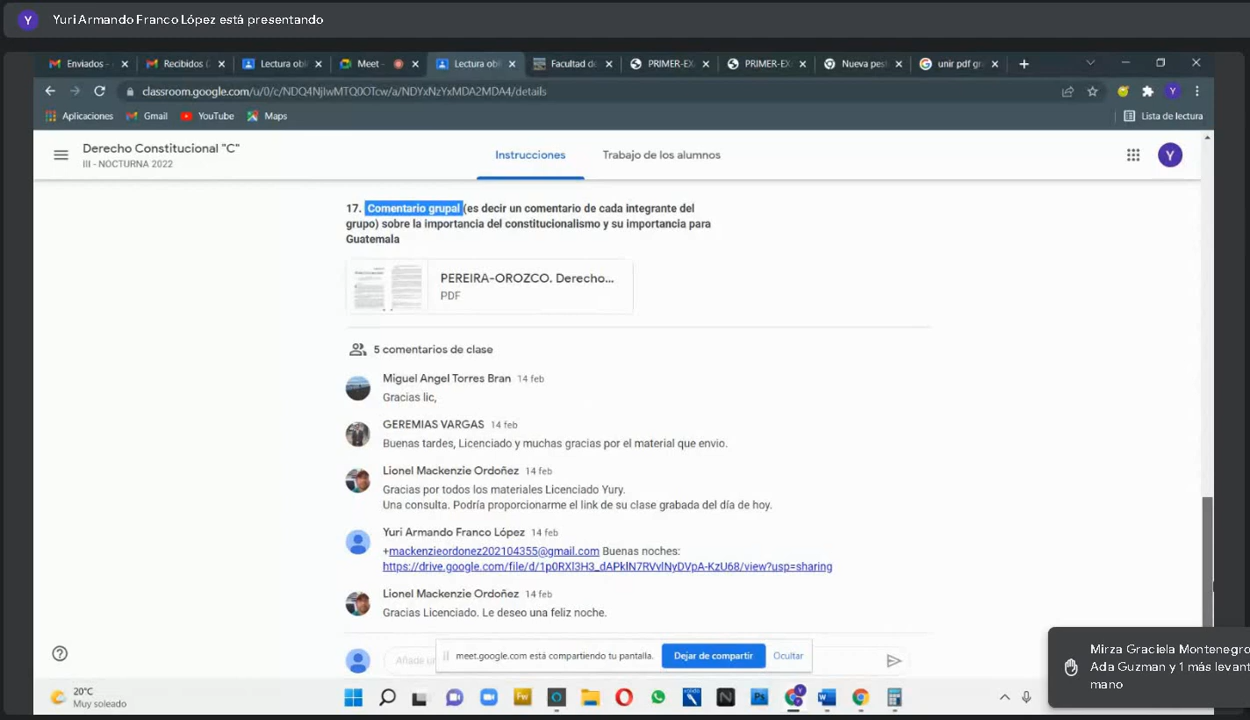 Y Yuri Armando Franco López está presentando
Enviados - Recibidos ( Lectura obl Meet - Lectura obl Facultad de PRIMER-EX PRIMER-EX Nueva pes unir pdf gr
classroom.google.com/u/0/c/NDQ4NjIwMTQ0OTcw/a/NDYxNzYxMDA2MDA4/details Y
Aplicaciones Gmail YouTube Maps Lista de lectura
Derecho Constitucional "C"
III - NOCTURNA 2022
Instrucciones Trabajo de los alumnos Y
17. Comentario grupal (es decir un comentario de cada integrante del
grupo) sobre la importancia del constitucionalismo y su importancia para
Guatemala
PEREIRA-OROZCO. Derecho...
PDF
5 comentarios de clase
Miguel Angel Torres Bran 14 feb
Gracias lic,
GEREMIAS VARGAS 14 feb
Buenas tardes, Licenciado y muchas gracias por el material que envio.
Lionel Mackenzie Ordoñez 14 feb
Gracias por todos los materiales Licenciado Yury.
Una consulta. Podría proporcionarme el link de su clase grabada del día de hoy.
Yuri Armando Franco López 14 feb
+mackenzieordonez202104355@gmail.com Buenas noches:
https://drive.google.com/file/d/1p0RXl3H3_dAPklN7RVvlNyDVpA-KzU68/view?usp=sharing
Lionel Mackenzie Ordoñez 14 feb
Gracias Licenciado. Le deseo una feliz noche.
Añade u
meet.google.com está compartiendo tu pantalla. Dejar de compartir Ocultar
Mirza Graciela Montenegro
Ada Guzman y 1 más levant
mano
20°C
Muy soleado